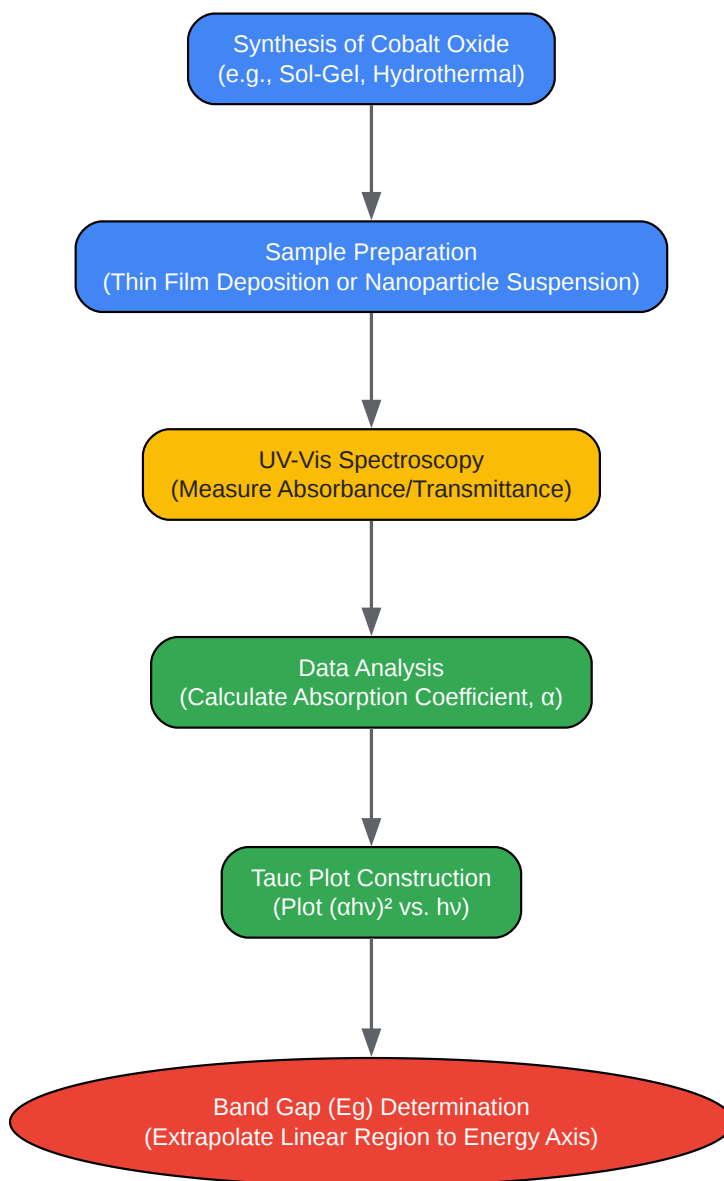 Synthesis of Cobalt Oxide
(e.g., Sol-Gel, Hydrothermal)
Sample Preparation
(Thin Film Deposition or Nanoparticle Suspension)
UV-Vis Spectroscopy
(Measure Absorbance/Transmittance)
Data Analysis
(Calculate Absorption Coefficient, α)
Tauc Plot Construction
(Plot (αhν)² vs. hν)
Band Gap (Eg) Determination
(Extrapolate Linear Region to Energy Axis)